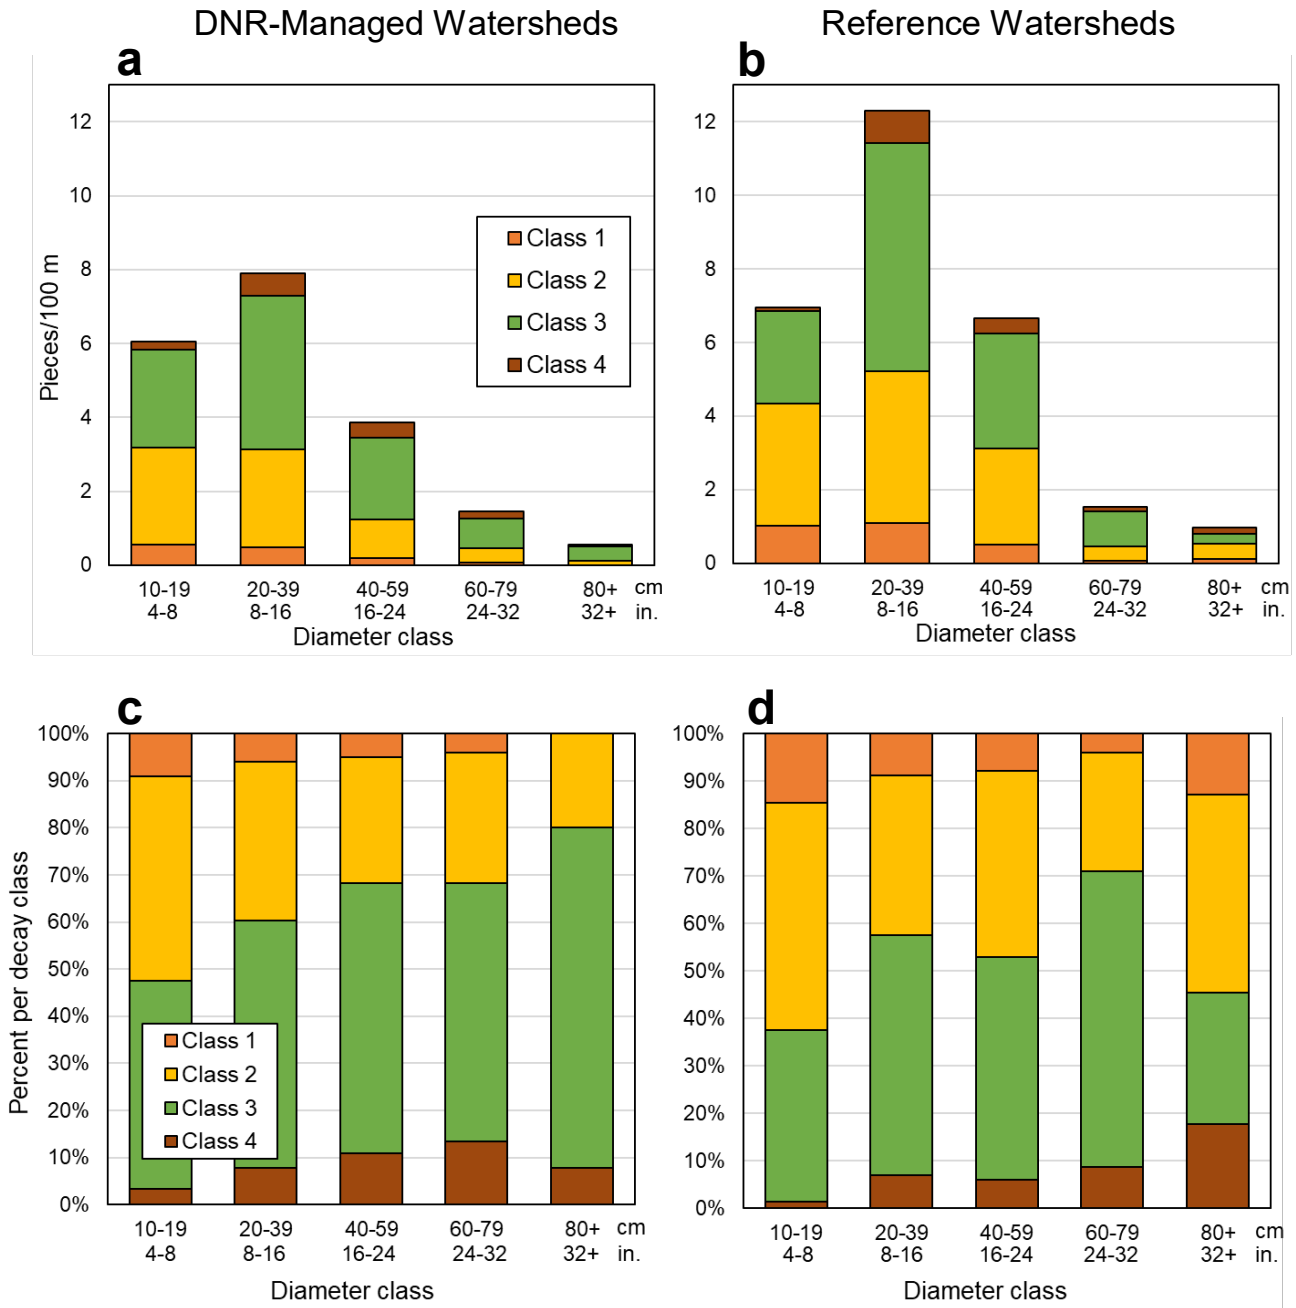 DNR-Managed Watersheds
Reference Watersheds
a
Pieces/100 m
12
10
8
6
4
2
0
Class 1
Class 2
Class 3
Class 4
10-19 20-39 40-59 60-79 80+ cm
4-8 8-16 16-24 24-32 32+ in.
Diameter class
b
12
10
8
6
4
2
0
10-19 20-39 40-59 60-79 80+ cm
4-8 8-16 16-24 24-32 32+ in.
Diameter class
c
Percent per decay class
100%
90%
80%
70%
60%
50%
40%
30%
20%
10%
0%
Class 1
Class 2
Class 3
Class 4
10-19 20-39 40-59 60-79 80+ cm
4-8 8-16 16-24 24-32 32+ in.
Diameter class
d
100%
90%
80%
70%
60%
50%
40%
30%
20%
10%
0%
10-19 20-39 40-59 60-79 80+ cm
4-8 8-16 16-24 24-32 32+ in.
Diameter class